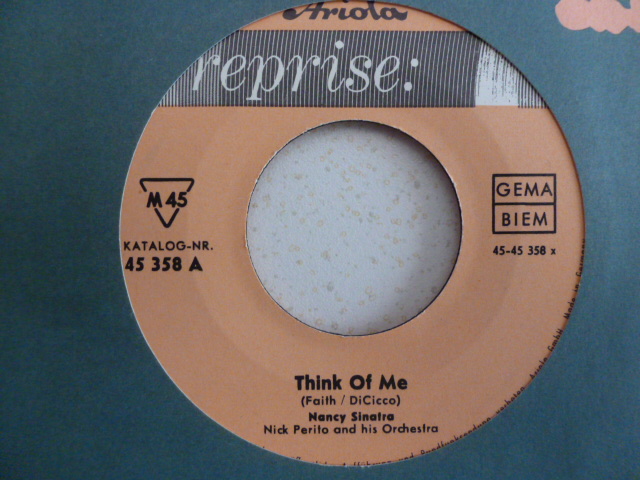 Ariola
reprise:
M 45
GEMA
BIEM
KATALOG-NR.
45 358 A
45-45 358 x
Think Of Me
(Faith / DiCicco)
Nancy Sinatra
Nick Perito and his Orchestra